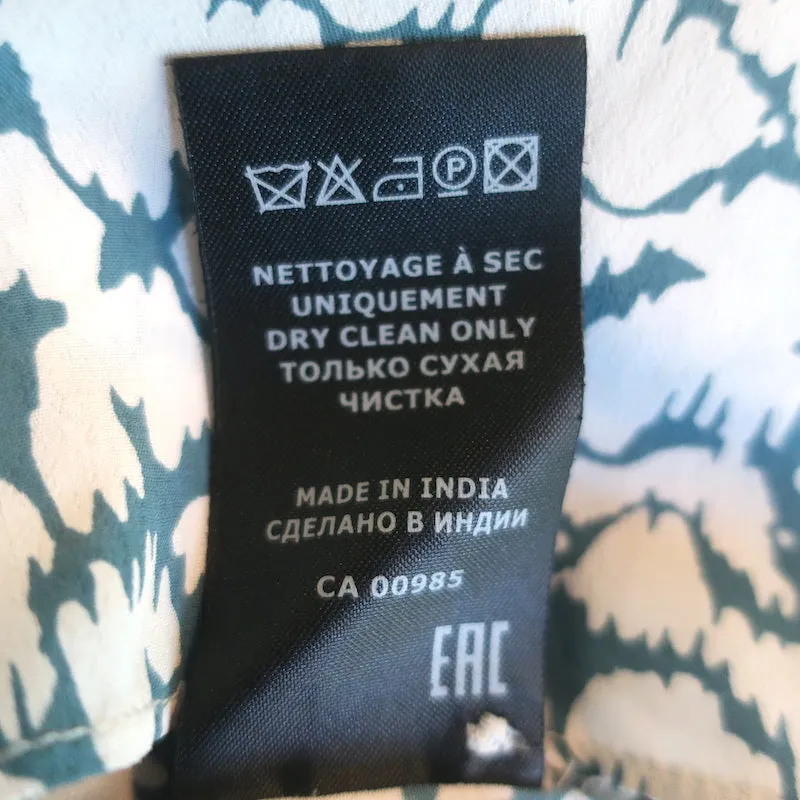 P
NETTOYAGE À SEC
UNIQUEMENT
DRY CLEAN ONLY
ТОЛЬКО СУХАЯ
ЧИСТКА
MADE IN INDIA
СДЕЛАНО В ИНДИИ
CA 00985
EAC